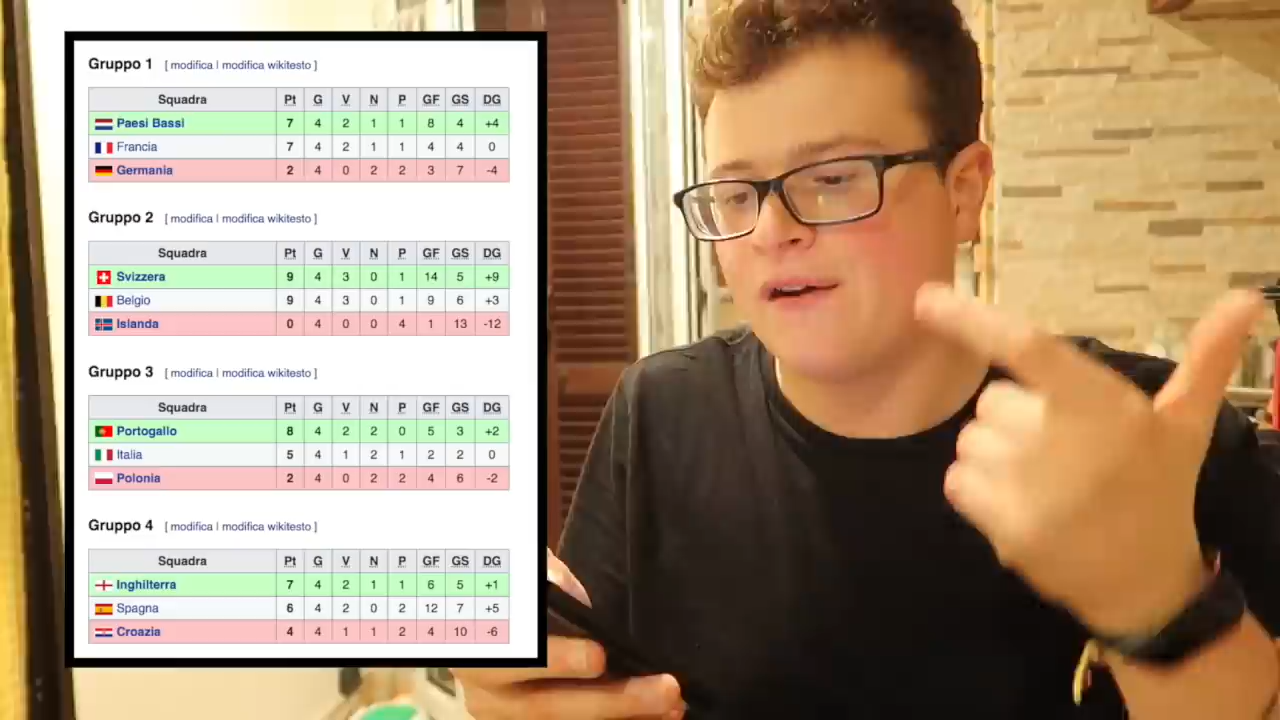 Gruppo 1 [ modifica | modifica wikitesto ]
Squadra Pt G V N P GF GS DG
Paesi Bassi 7 4 2 1 1 8 4 +4
Francia 7 4 2 1 1 4 4 0
Germania 2 4 0 2 2 3 7 -4
Gruppo 2 [ modifica | modifica wikitesto ]
Squadra Pt G V N P GF GS DG
Svizzera 9 4 3 0 1 14 5 +9
Belgio 9 4 3 0 1 9 6 +3
Islanda 0 4 0 0 4 1 13 -12
Gruppo 3 [ modifica | modifica wikitesto ]
Squadra Pt G V N P GF GS DG
Portogallo 8 4 2 2 0 5 3 +2
Italia 5 4 1 2 1 2 2 0
Polonia 2 4 0 2 2 4 6 -2
Gruppo 4 [ modifica | modifica wikitesto ]
Squadra Pt G V N P GF GS DG
Inghilterra 7 4 2 1 1 6 5 +1
Spagna 6 4 2 0 2 12 7 +5
Croazia 4 4 1 1 2 4 10 -6